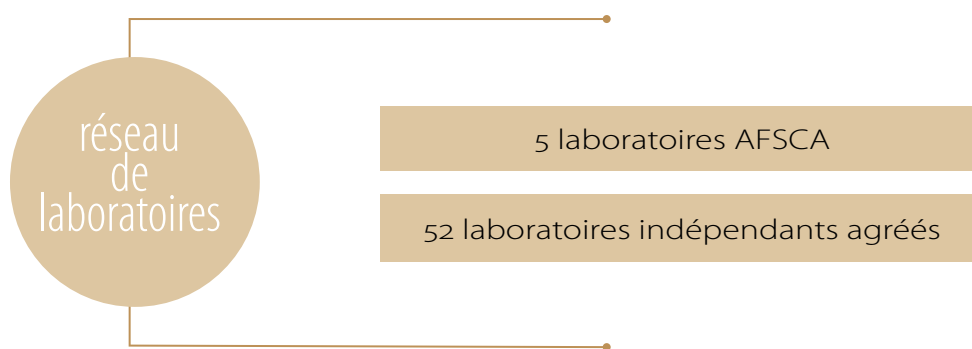 réseau
de
laboratoires
5 laboratoires AFSCA
52 laboratoires indépendants agréés